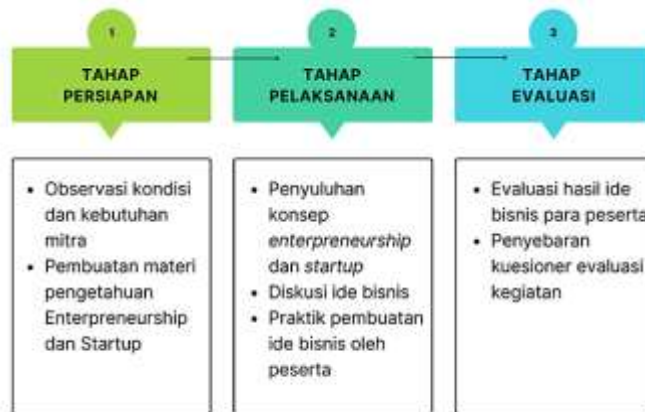 1
TAHAP
PERSIAPAN
• Observasi kondisi
dan kebutuhan
mitra
• Pembuatan materi
pengetahuan
Enterpreneurship
dan Startup
2
TAHAP
PELAKSANAAN
• Penyuluhan
konsep
enterpreneurship
dan startup
• Diskusi ide bisnis
• Praktik pembuatan
ide bisnis oleh
peserta
3
TAHAP
EVALUASI
• Evaluasi hasil ide
bisnis para peserta
• Penyebaran
kuesioner evaluasi
kegiatan